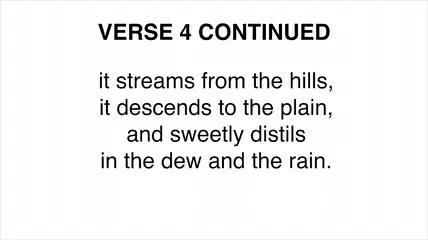 VERSE 4 CONTINUED
it streams from the hills,
it descends to the plain,
and sweetly distils
in the dew and the rain.